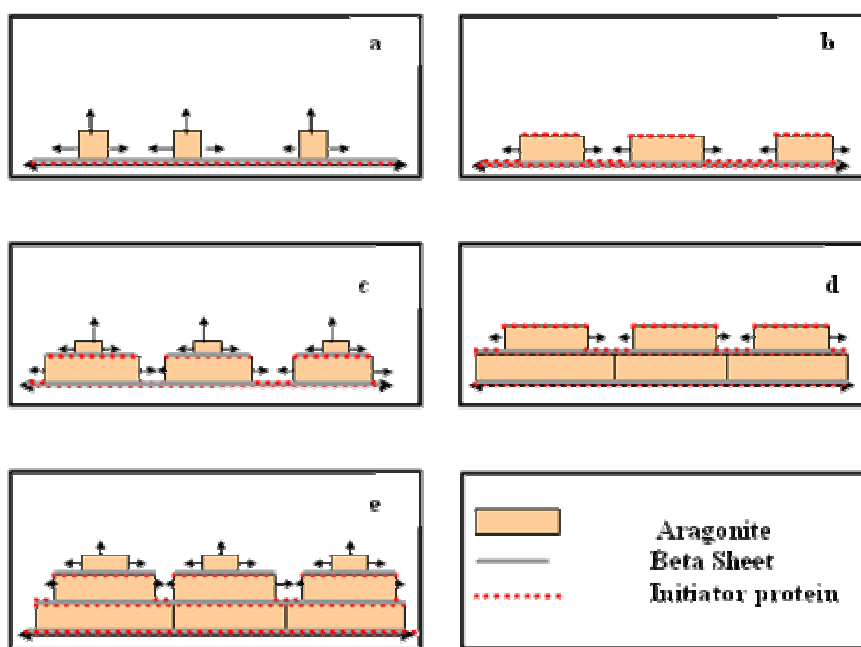 a
b
c
d
e
Aragonite
Beta Sheet
Initiator protein